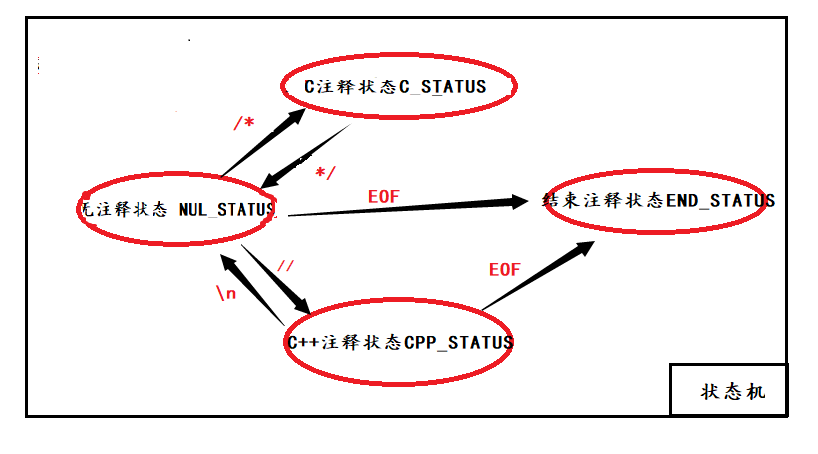 C注释状态C_STATUS
/*
*/
无注释状态 NUL_STATUS
EOF
结束注释状态END_STATUS
//
\n
EOF
C++注释状态CPP_STATUS
状态机